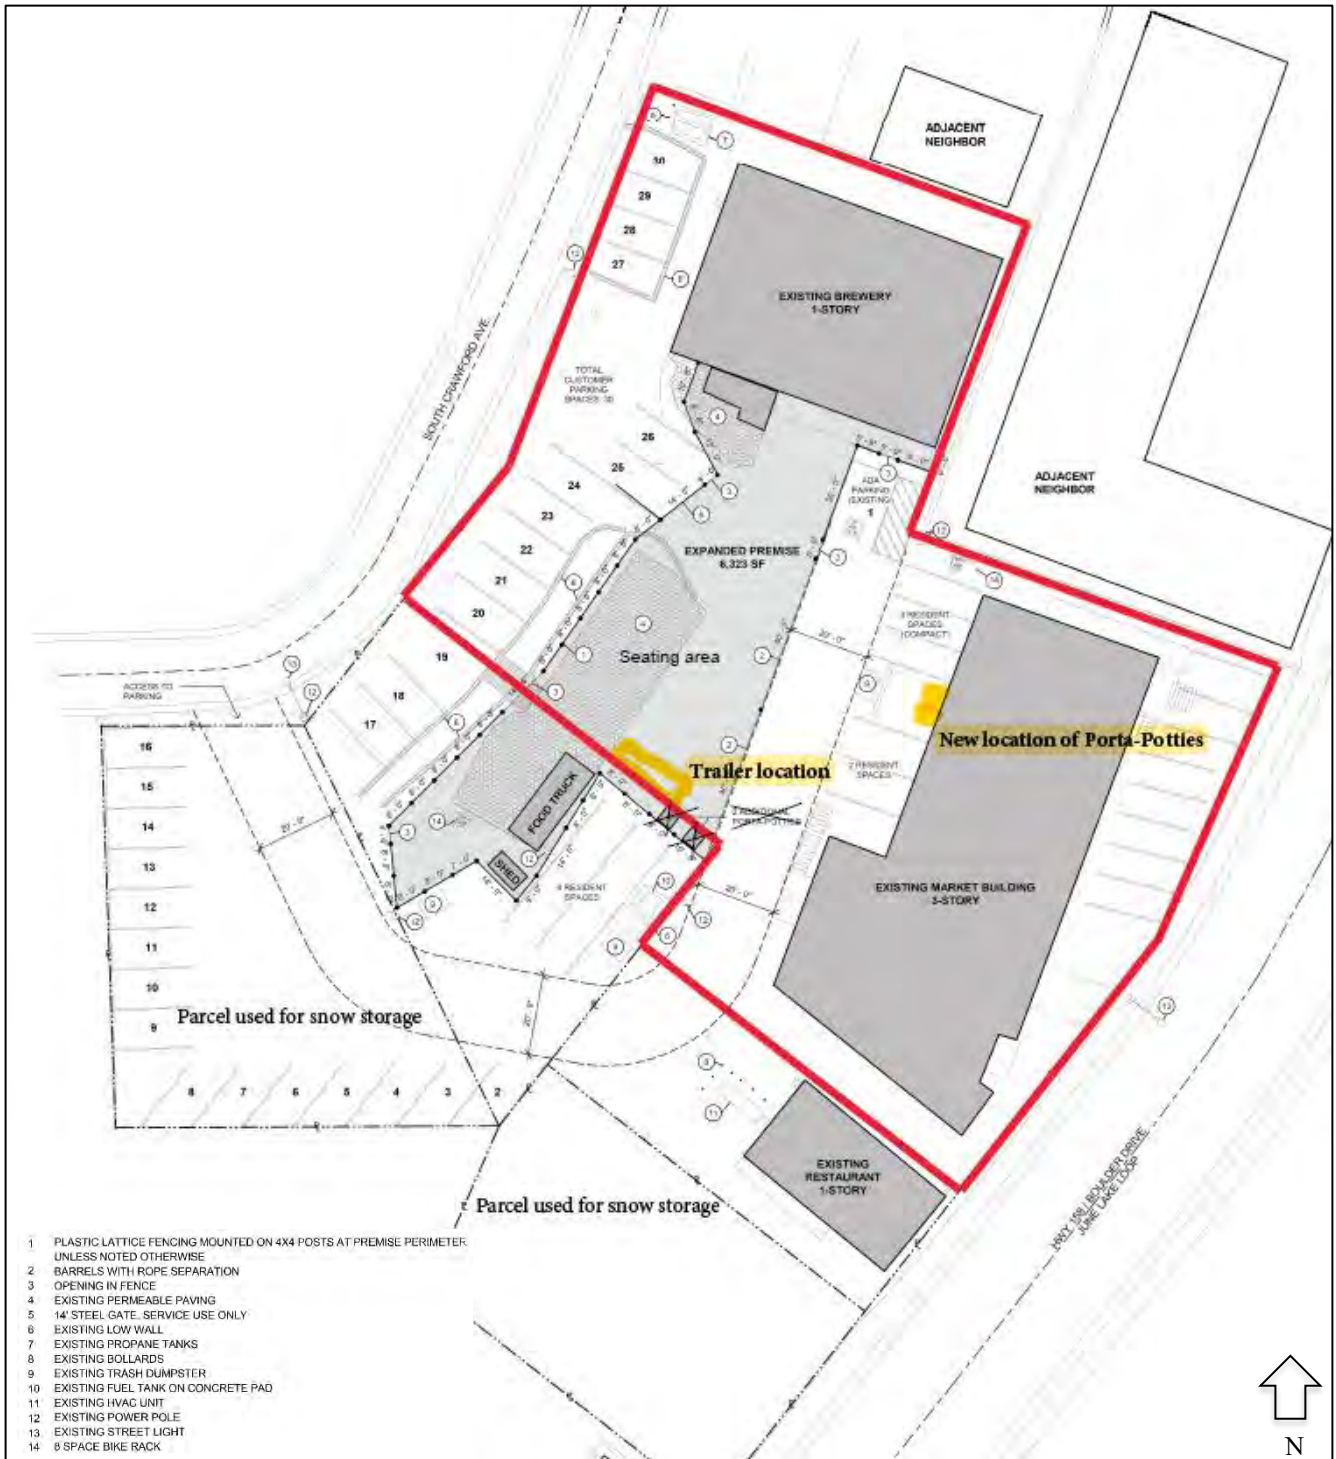 ADJACENT
NEIGHBOR
30
29
28
27
7
13
EXISTING BREWERY
1-STORY
SOUTH CRAWFORD AVE.
TOTAL
CUSTOMER
PARKING
SPACES: 30
4
26
25
24
23
22
21
20
19
18
17
ADA
PARKING
(EXISTING)
1
ADJACENT
NEIGHBOR
EXPANDED PREMISE
6,323 SF
Seating area
20'-0"
ACCESS TO
PARKING
RESIDENT
SPACES
(COMPACT)
New location of Porta-Potties
Trailer location
2 RESIDENT
SPACES
PORTA-POTTIES
FOOD TRUCK
SHED
RESIDENT
SPACES
16
15
14
13
12
11
10
9
8
7
6
5
4
3
2
20'-0"
EXISTING MARKET BUILDING
3-STORY
Parcel used for snow storage
EXISTING
RESTAURANT
1-STORY
Parcel used for snow storage
HWY 158 / BOULDER DRIVE
JUNE LAKE LOOP
1 PLASTIC LATTICE FENCING MOUNTED ON 4X4 POSTS AT PREMISE PERIMETER
UNLESS NOTED OTHERWISE
2 BARRELS WITH ROPE SEPARATION
3 OPENING IN FENCE
4 EXISTING PERMEABLE PAVING
5 14' STEEL GATE, SERVICE USE ONLY
6 EXISTING LOW WALL
7 EXISTING PROPANE TANKS
8 EXISTING BOLLARDS
9 EXISTING TRASH DUMPSTER
10 EXISTING FUEL TANK ON CONCRETE PAD
11 EXISTING HVAC UNIT
12 EXISTING POWER POLE
13 EXISTING STREET LIGHT
14 8 SPACE BIKE RACK
N